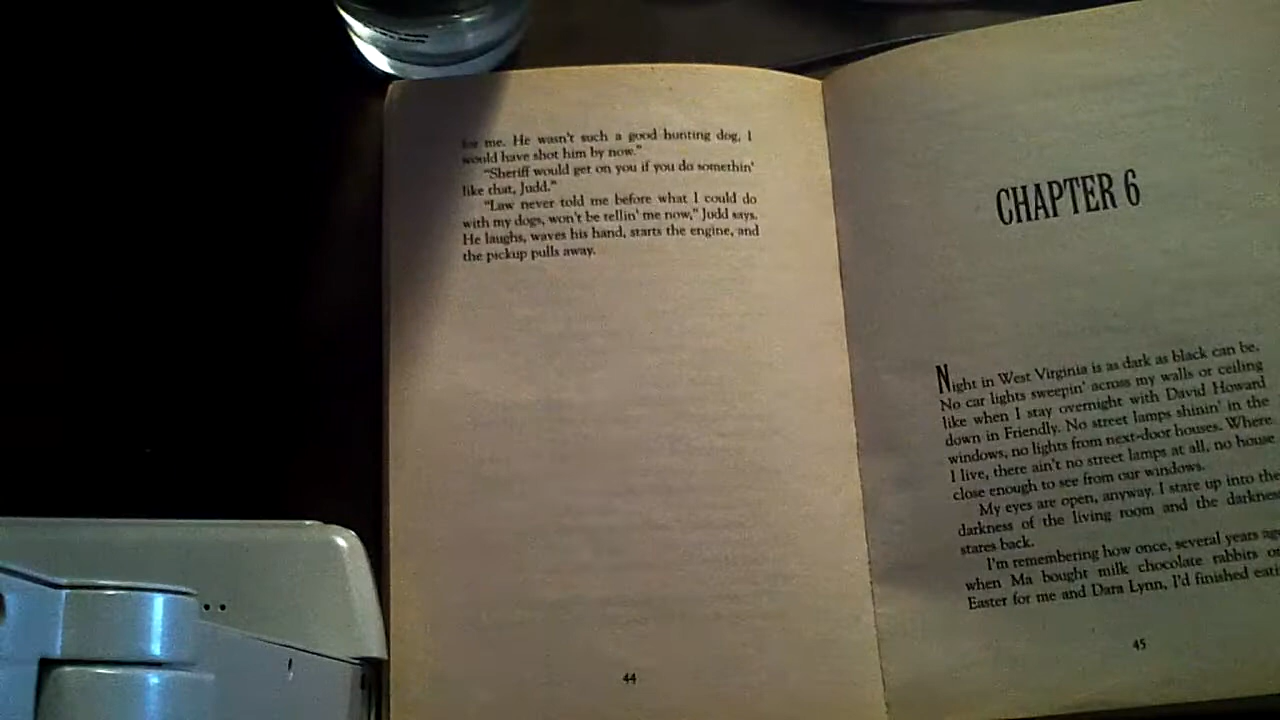 for me. He wasn't such a good hunting dog, I
would have shot him by now."
"Sheriff would get on you if you do somethin'
like that, Judd."
"Law never told me before what I could do
with my dogs, won't be tellin' me now," Judd says.
He laughs, waves his hand, starts the engine, and
the pickup pulls away.
44
CHAPTER 6
Night in West Virginia is as dark as black can be.
No car lights sweepin' across my walls or ceiling
like when I stay overnight with David Howard
down in Friendly. No street lamps shinin' in the
windows, no lights from next-door houses. Where
I live, there ain't no street lamps at all, no house
close enough to see from our windows.
My eyes are open, anyway. I stare up into the
darkness of the living room and the darkness
stares back.
I'm remembering how once, several years ago
when Ma bought milk chocolate rabbits
Easter for me and Dara Lynn, I'd finished eati
45